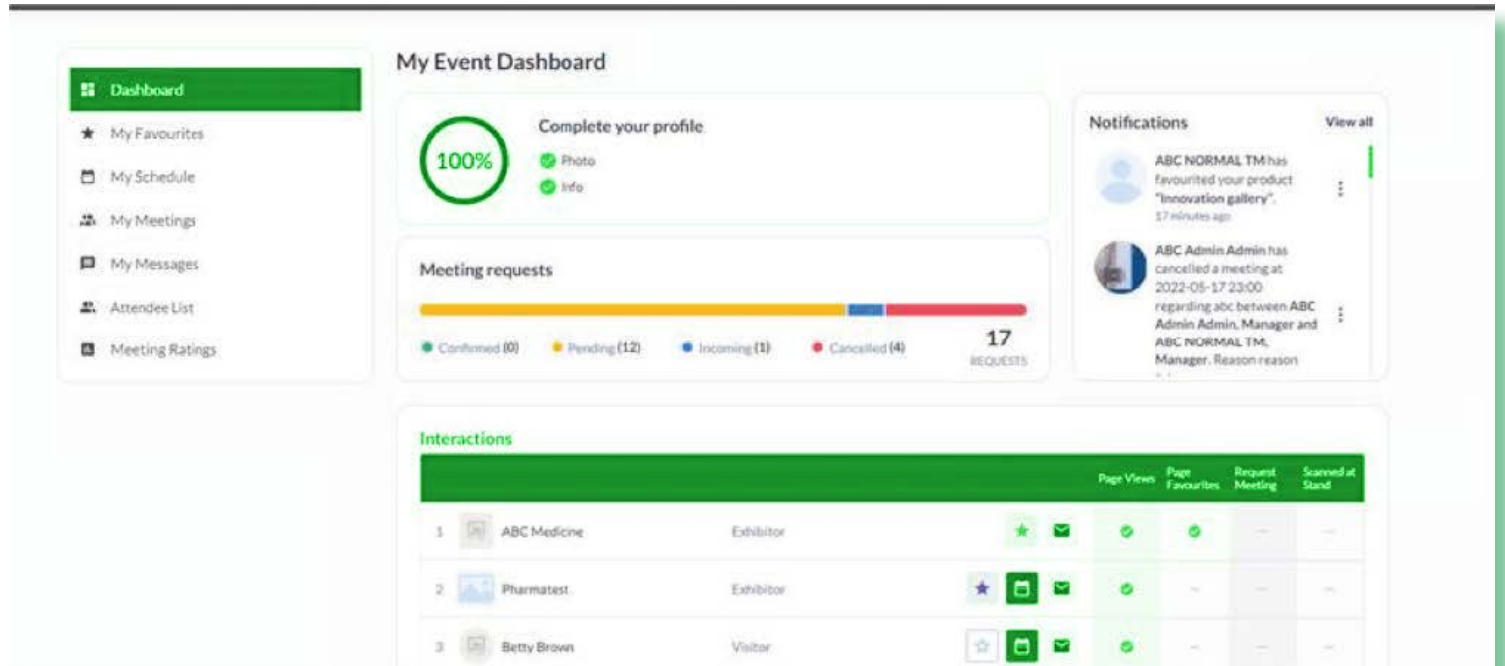 My Event Dashboard
Dashboard
My Favourites
My Schedule
My Meetings
My Messages
Attendee List
Meeting Ratings
100%
Complete your profile
Photo
Info
Meeting requests
Confirmed (0)
Pending (12)
Incoming (1)
Cancelled (4)
17
REQUESTS
Notifications
View all
ABC NORMAL TM has
favourited your product
"Innovation gallery".
17 minutes ago
ABC Admin Admin has
cancelled a meeting at
2022-05-17 23:00
regarding abc between ABC
Admin Admin, Manager and
ABC NORMAL TM,
Manager. Reason reason
Interactions
Page Views
Page
Favourites
Request
Meeting
Scanned at
Stand
1 ABC Medicine Exhibitor
2 Pharmatest Exhibitor
3 Betty Brown Visitor